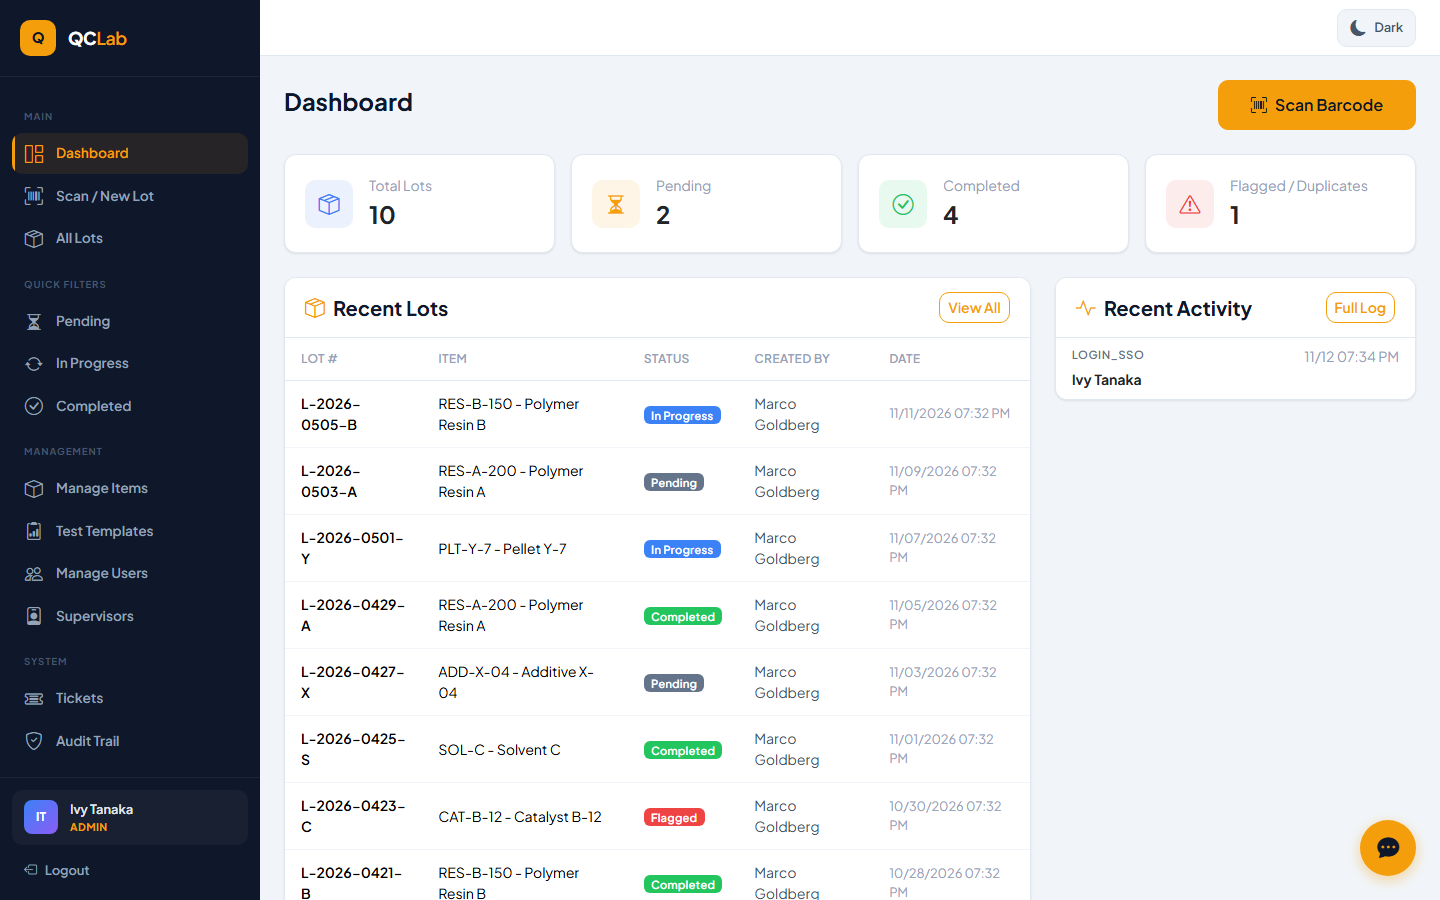 Q QCLab
MAIN
Dashboard
Scan / New Lot
All Lots
QUICK FILTERS
Pending
In Progress
Completed
MANAGEMENT
Manage Items
Test Templates
Manage Users
Supervisors
SYSTEM
Tickets
Audit Trail
IT
Ivy Tanaka
ADMIN
Logout
Dark
Dashboard
Scan Barcode
Total Lots
10
Pending
2
Completed
4
Flagged / Duplicates
1
Recent Lots
View All
LOT # ITEM STATUS CREATED BY DATE
L-2026-
0505-B
RES-B-150 - Polymer
Resin B
In Progress
Marco
Goldberg
11/11/2026 07:32 PM
L-2026-
0503-A
RES-A-200 - Polymer
Resin A
Pending
Marco
Goldberg
11/09/2026 07:32
PM
L-2026-0501-
Y
PLT-Y-7 - Pellet Y-7
In Progress
Marco
Goldberg
11/07/2026 07:32
PM
L-2026-0429-
A
RES-A-200 - Polymer
Resin A
Completed
Marco
Goldberg
11/05/2026 07:32
PM
L-2026-0427-
X
ADD-X-04 - Additive X-
04
Pending
Marco
Goldberg
11/03/2026 07:32
PM
L-2026-0425-
S
SOL-C - Solvent C
Completed
Marco
Goldberg
11/01/2026 07:32
PM
L-2026-0423-
C
CAT-B-12 - Catalyst B-12
Flagged
Marco
Goldberg
10/30/2026 07:32
PM
L-2026-0421-
B
RES-B-150 - Polymer
Resin B
Completed
Marco
Goldberg
10/28/2026 07:32
PM
Recent Activity
Full Log
LOGIN_SSO
11/12 07:34 PM
Ivy Tanaka